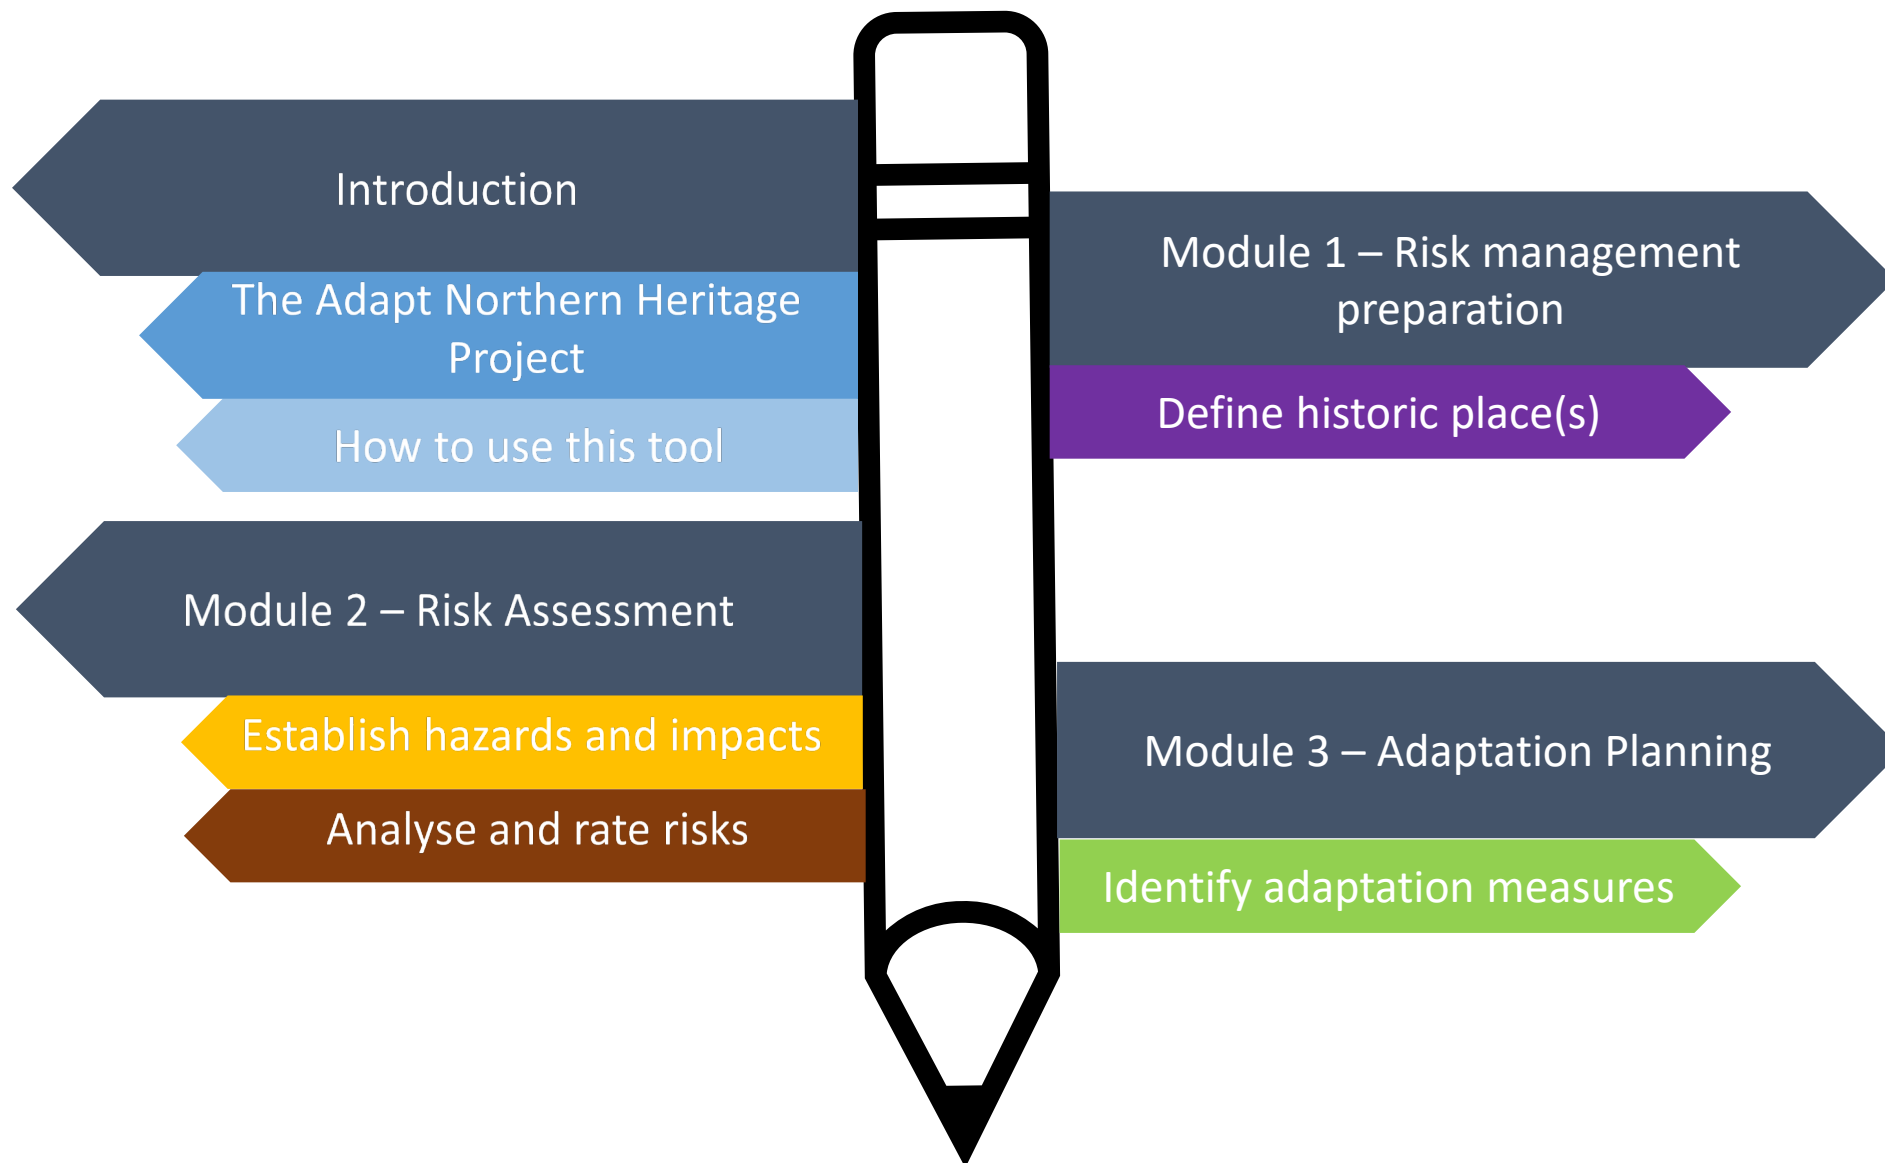 Introduction
The Adapt Northern Heritage
Project
How to use this tool
Module 1 – Risk management
preparation
Define historic place(s)
Module 2 – Risk Assessment
Establish hazards and impacts
Analyse and rate risks
Module 3 – Adaptation Planning
Identify adaptation measures